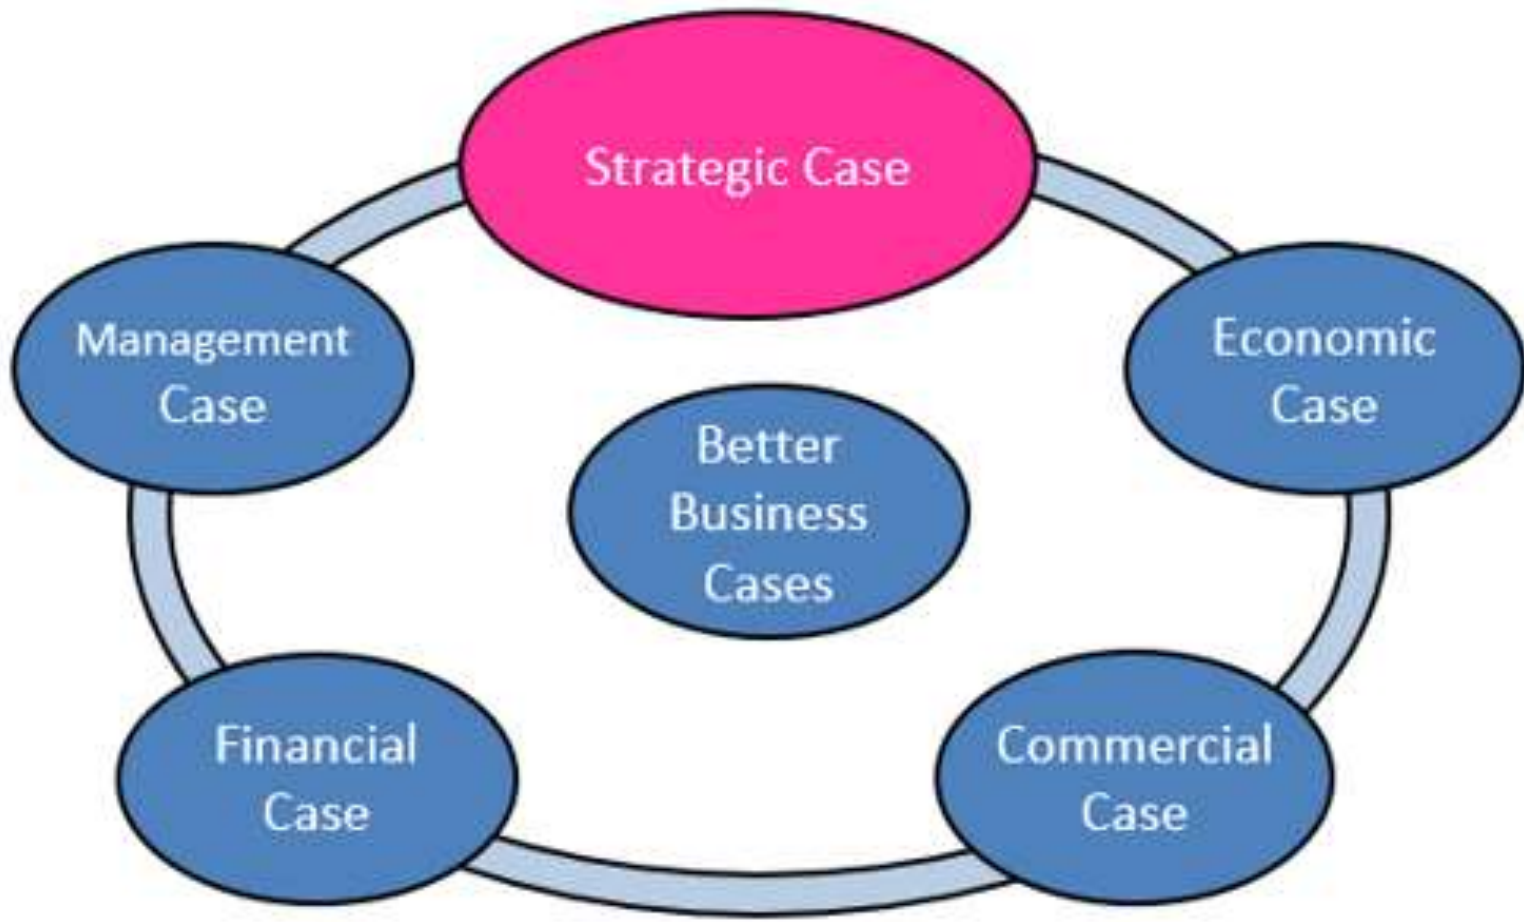 Strategic Case
Management
Case
Economic
Case
Better
Business
Cases
Financial
Case
Commercial
Case